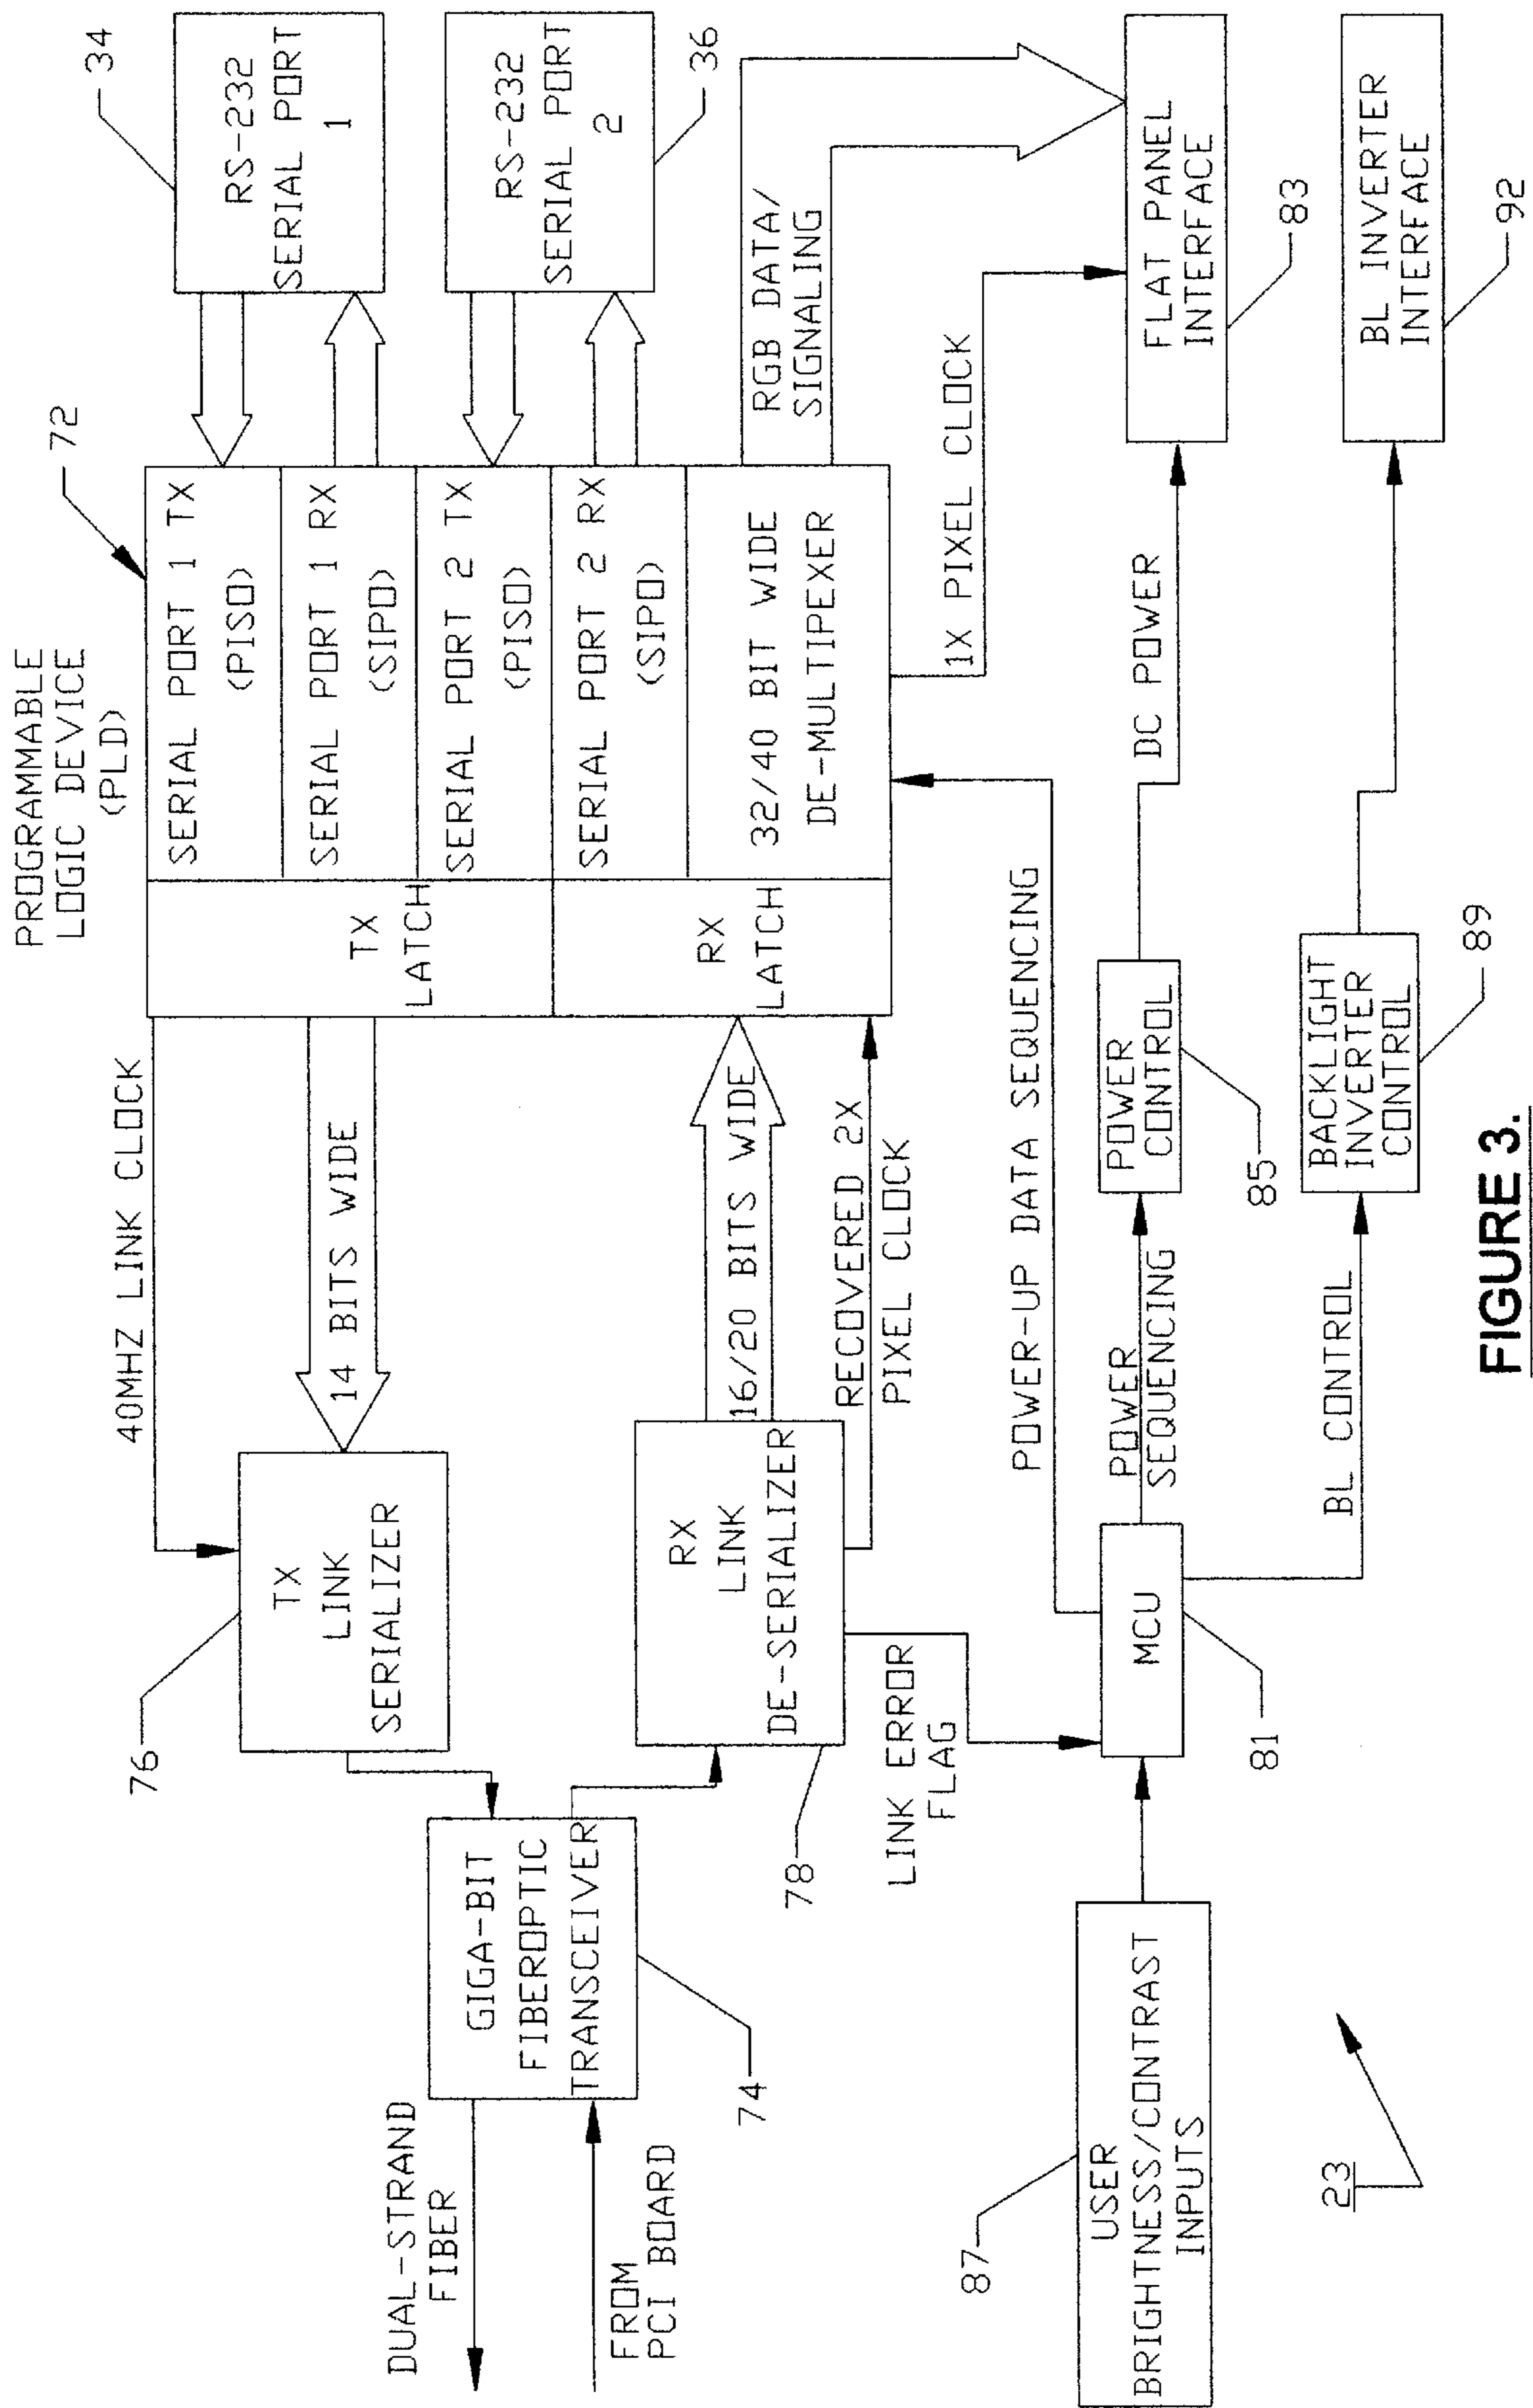 PROGRAMMABLE
LOGIC DEVICE
(PLD)
72
34
RS-232
SERIAL PORT
1
RS-232
SERIAL PORT
2
36
SERIAL PORT 1 TX
(PISO)
SERIAL PORT 1 RX
(SIPO)
SERIAL PORT 2 TX
(PISO)
SERIAL PORT 2 RX
(SIPO)
32/40 BIT WIDE
DE-MULTIPEXER
TX
LATCH
RX
LATCH
40MHZ LINK CLOCK
14 BITS WIDE
76
TX
LINK
SERIALIZER
DUAL-STRAND
FIBER
GIGA-BIT
FIBEROPTIC
TRANSCEIVER
74
FROM
PCI BOARD
RX
LINK
DE-SERIALIZER
78
16/20 BITS WIDE
RECOVERED 2X
PIXEL CLOCK
LINK ERROR
FLAG
RGB DATA/
SIGNALING
1X PIXEL CLOCK
POWER-UP DATA SEQUENCING
87
USER
BRIGHTNESS/CONTRAST
INPUTS
MCU
81
POWER
SEQUENCING
POWER
CONTROL
85
DC POWER
FLAT PANEL
INTERFACE
83
BL CONTROL
BACKLIGHT
INVERTER
CONTROL
89
BL INVERTER
INTERFACE
92
23
FIGURE 3.